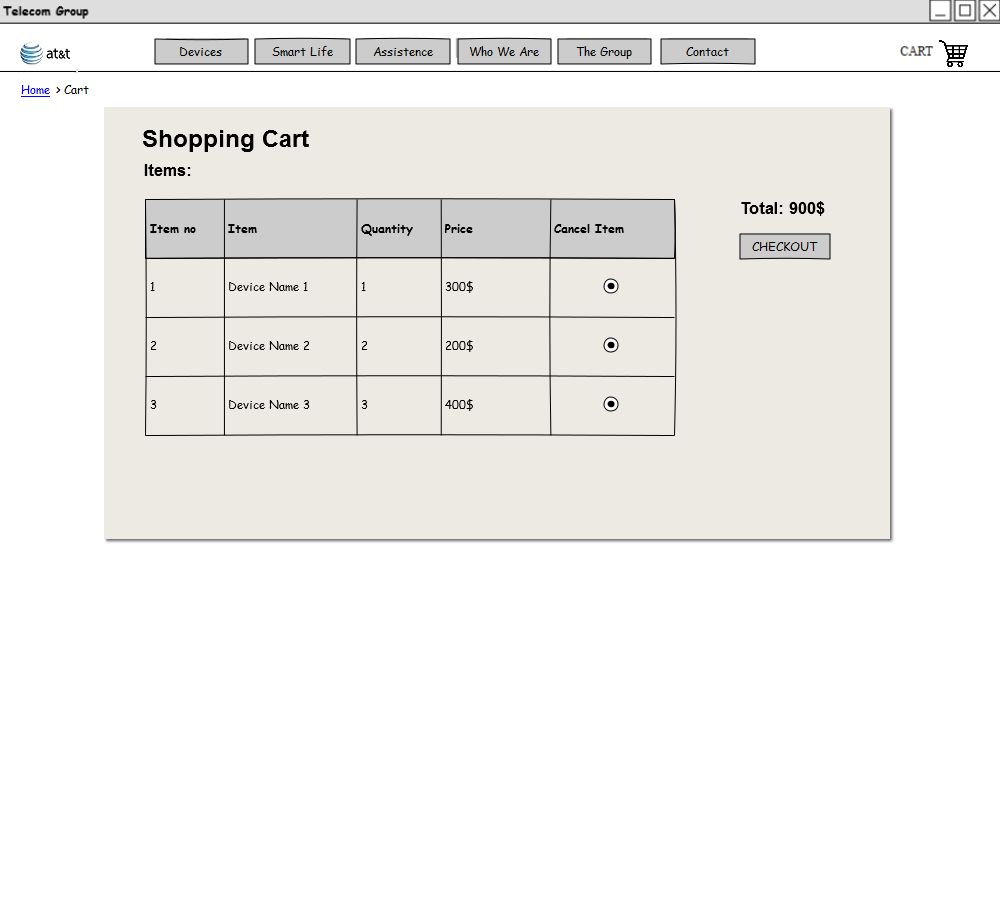 Telecom Group
at&t
Devices Smart Life Assistence Who We Are The Group Contact
CART
Home > Cart
Shopping Cart
Items:
Item no Item Quantity Price Cancel Item
1 Device Name 1 1 300$
2 Device Name 2 2 200$
3 Device Name 3 3 400$
Total: 900$
CHECKOUT